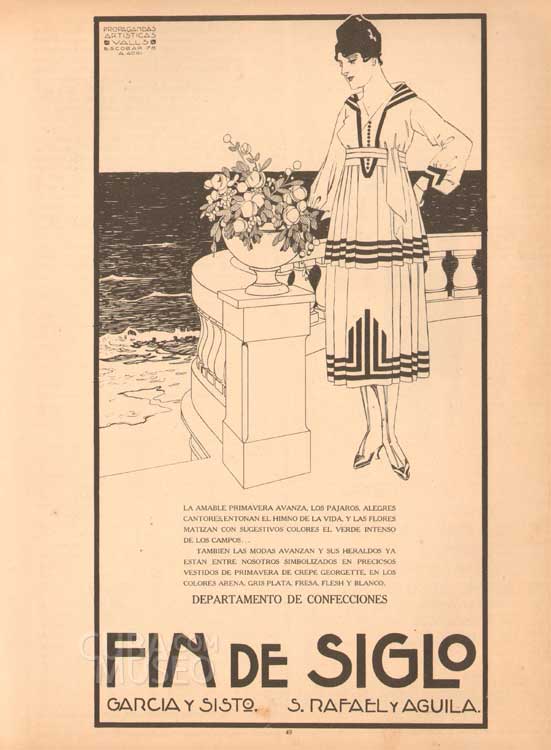 PROPAGANDAS
ARTISTICAS
VALLS
ESCOBAR 78
LA AMABLE PRIMAVERA AVANZA, LOS PAJAROS, ALEGRES
CANTORES, ENTONAN EL HIMNO DE LA VIDA, Y LAS FLORES
MATIZAN CON SUGESTIVOS COLORES EL VERDE INTENSO
DE LOS CAMPOS...
TAMBIEN LAS MODAS AVANZAN Y SUS HERALDOS YA
ESTAN ENTRE NOSOTROS SIMBOLIZADOS EN PRECIOSOS
VESTIDOS DE PRIMAVERA DE CREPE GEORGETTE, EN LOS
COLORES ARENA, GRIS PLATA, FRESA, FLESH Y BLANCO.
DEPARTAMENTO DE CONFECCIONES
FIN DE SIGLO
GARCIA Y SISTO. S. RAFAEL Y AGUILA.
49